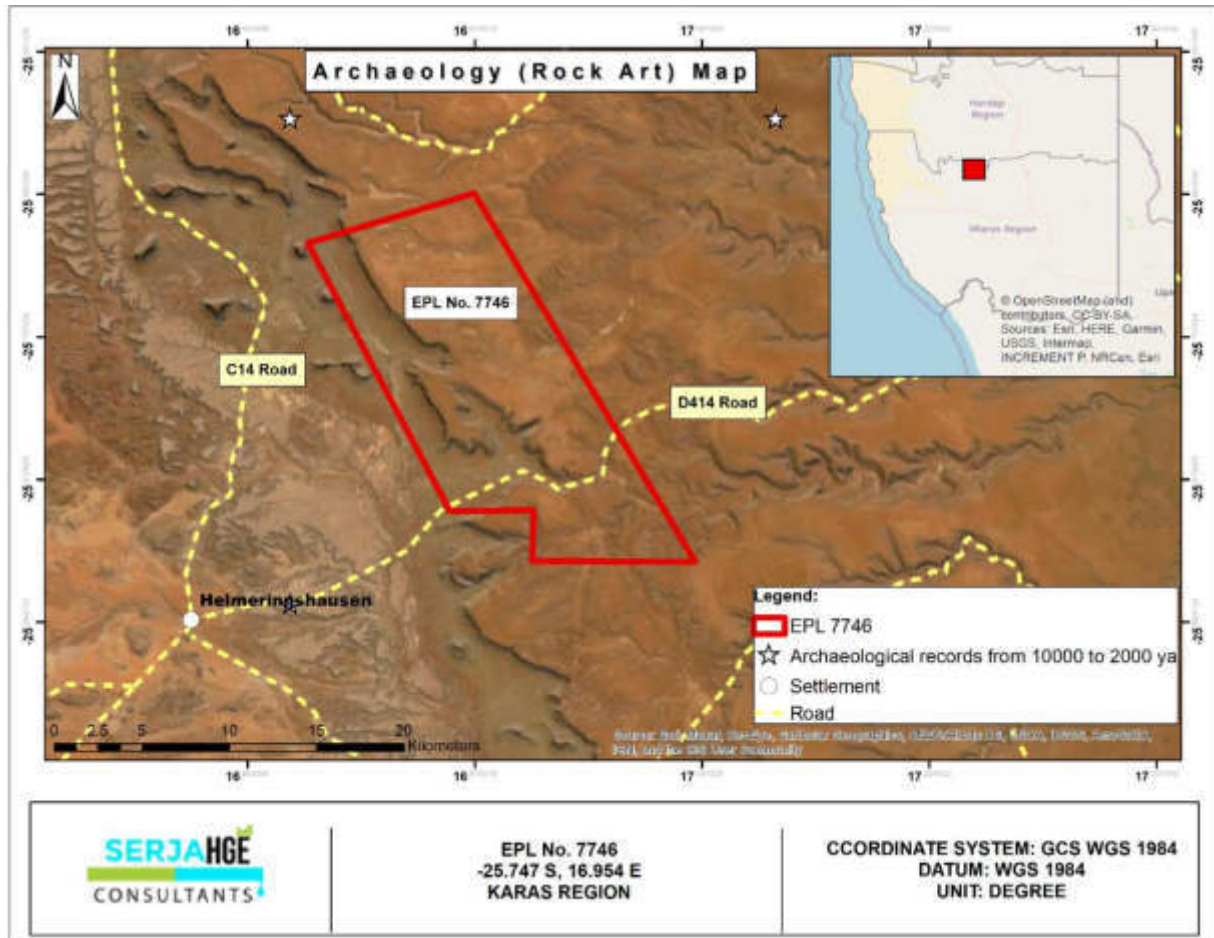 16 16 17 17 17
N
Archaeology (Rock Art) Map
Hardap
Region
Region
© OpenStreetMap (and)
contributors, CC-BY-SA,
Sources: Esri, HERE, Garmin,
USGS, Intermap,
INCREMENT P, NRCan, Esri
-25
-25
-25
-25
-25
-25
-25
-25
-25
-25
EPL No. 7746
C14 Road
D414 Road
Helmeringshausen
Legend:
EPL 7746
Archaeological records from 10000 to 2000 ya
Settlement
Road
0 2.5 5 10 15 20
Kilometers
16 16 17 17 17
SERJAHGE
CONSULTANTS
EPL No. 7746
-25.747 S, 16.954 E
KARAS REGION
CCORDINATE SYSTEM: GCS WGS 1984
DATUM: WGS 1984
UNIT: DEGREE